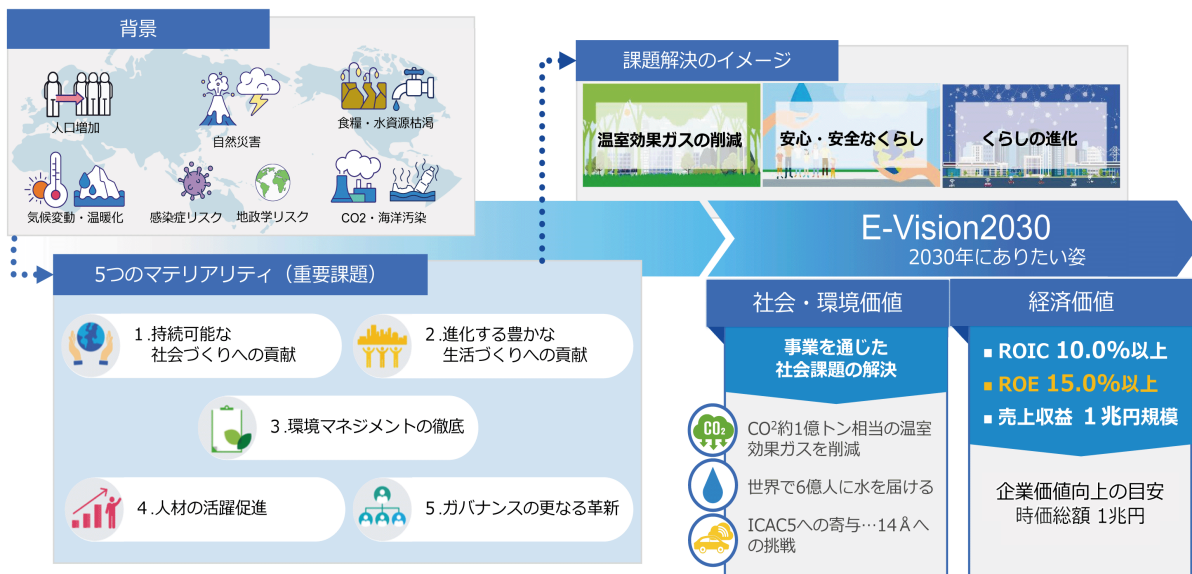 背景
人口増加
自然災害
食糧・水資源枯渇
気候変動・温暖化
感染症リスク
地政学リスク
CO2・海洋汚染
5つのマテリアリティ（重要課題）
1.持続可能な
社会づくりへの貢献
2.進化する豊かな
生活づくりへの貢献
3.環境マネジメントの徹底
4.人材の活躍促進
5.ガバナンスの更なる革新
課題解決のイメージ
温室効果ガスの削減
安心・安全なくらし
くらしの進化
E-Vision2030
2030年にありたい姿
社会・環境価値
事業を通じた
社会課題の解決
CO2
CO²約1億トン相当の温室
効果ガスを削減
世界で6億人に水を届ける
ICAC5への寄与…14Åへ
の挑戦
経済価値
■ ROIC 10.0%以上
■ ROE 15.0%以上
■ 売上収益 1兆円規模
企業価値向上の目安
時価総額 1兆円